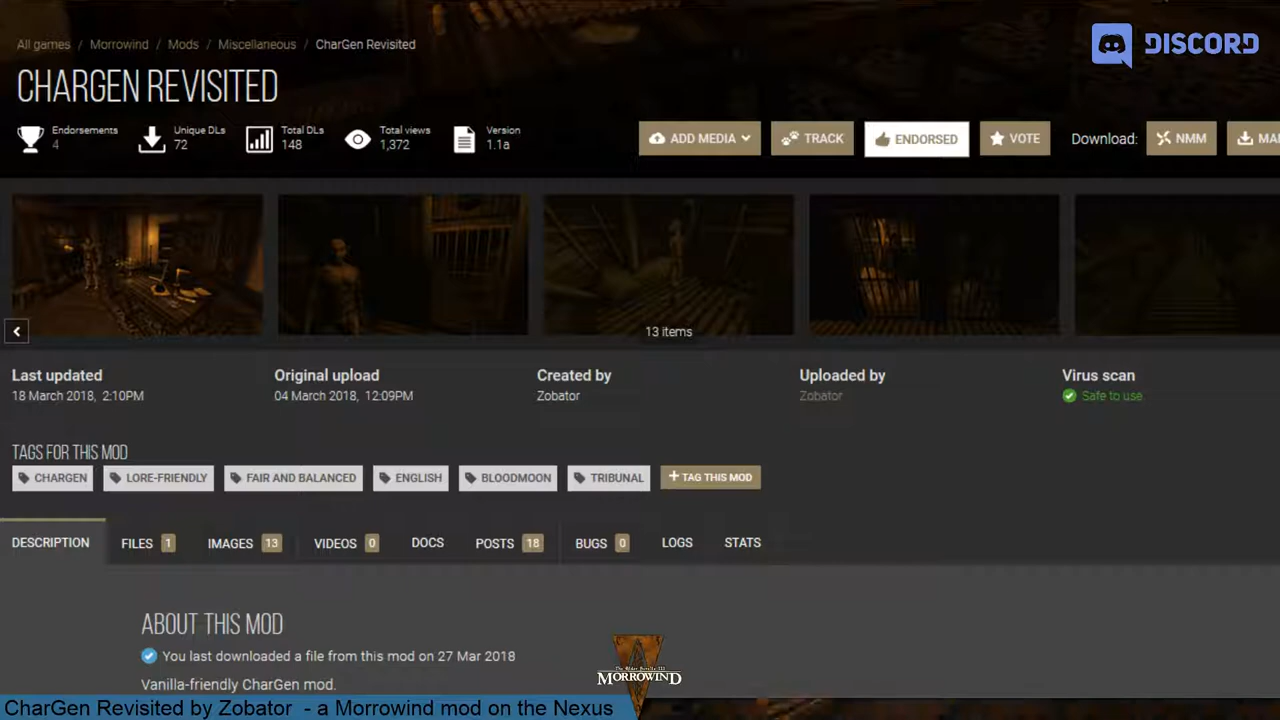 All games / Morrowind / Mods / Miscellaneous / CharGen Revisited
DISCORD
CHARGEN REVISITED
Endorsements
4
Unique DLs
72
Total DLs
148
Total views
1,372
Version
1.1a
ADD MEDIA
TRACK
ENDORSED
VOTE
Download:
NMM
MAN
13 items
Last updated
18 March 2018, 2:10PM
Original upload
04 March 2018, 12:09PM
Created by
Zobator
Uploaded by
Zobator
Virus scan
Safe to use
TAGS FOR THIS MOD
CHARGEN
LORE-FRIENDLY
FAIR AND BALANCED
ENGLISH
BLOODMOON
TRIBUNAL
+ TAG THIS MOD
DESCRIPTION
FILES 1
IMAGES 13
VIDEOS 0
DOCS
POSTS 18
BUGS 0
LOGS
STATS
ABOUT THIS MOD
You last downloaded a file from this mod on 27 Mar 2018
Vanilla-friendly CharGen mod.
The Elder Scrolls III
MORROWIND
CharGen Revisited by Zobator - a Morrowind mod on the Nexus